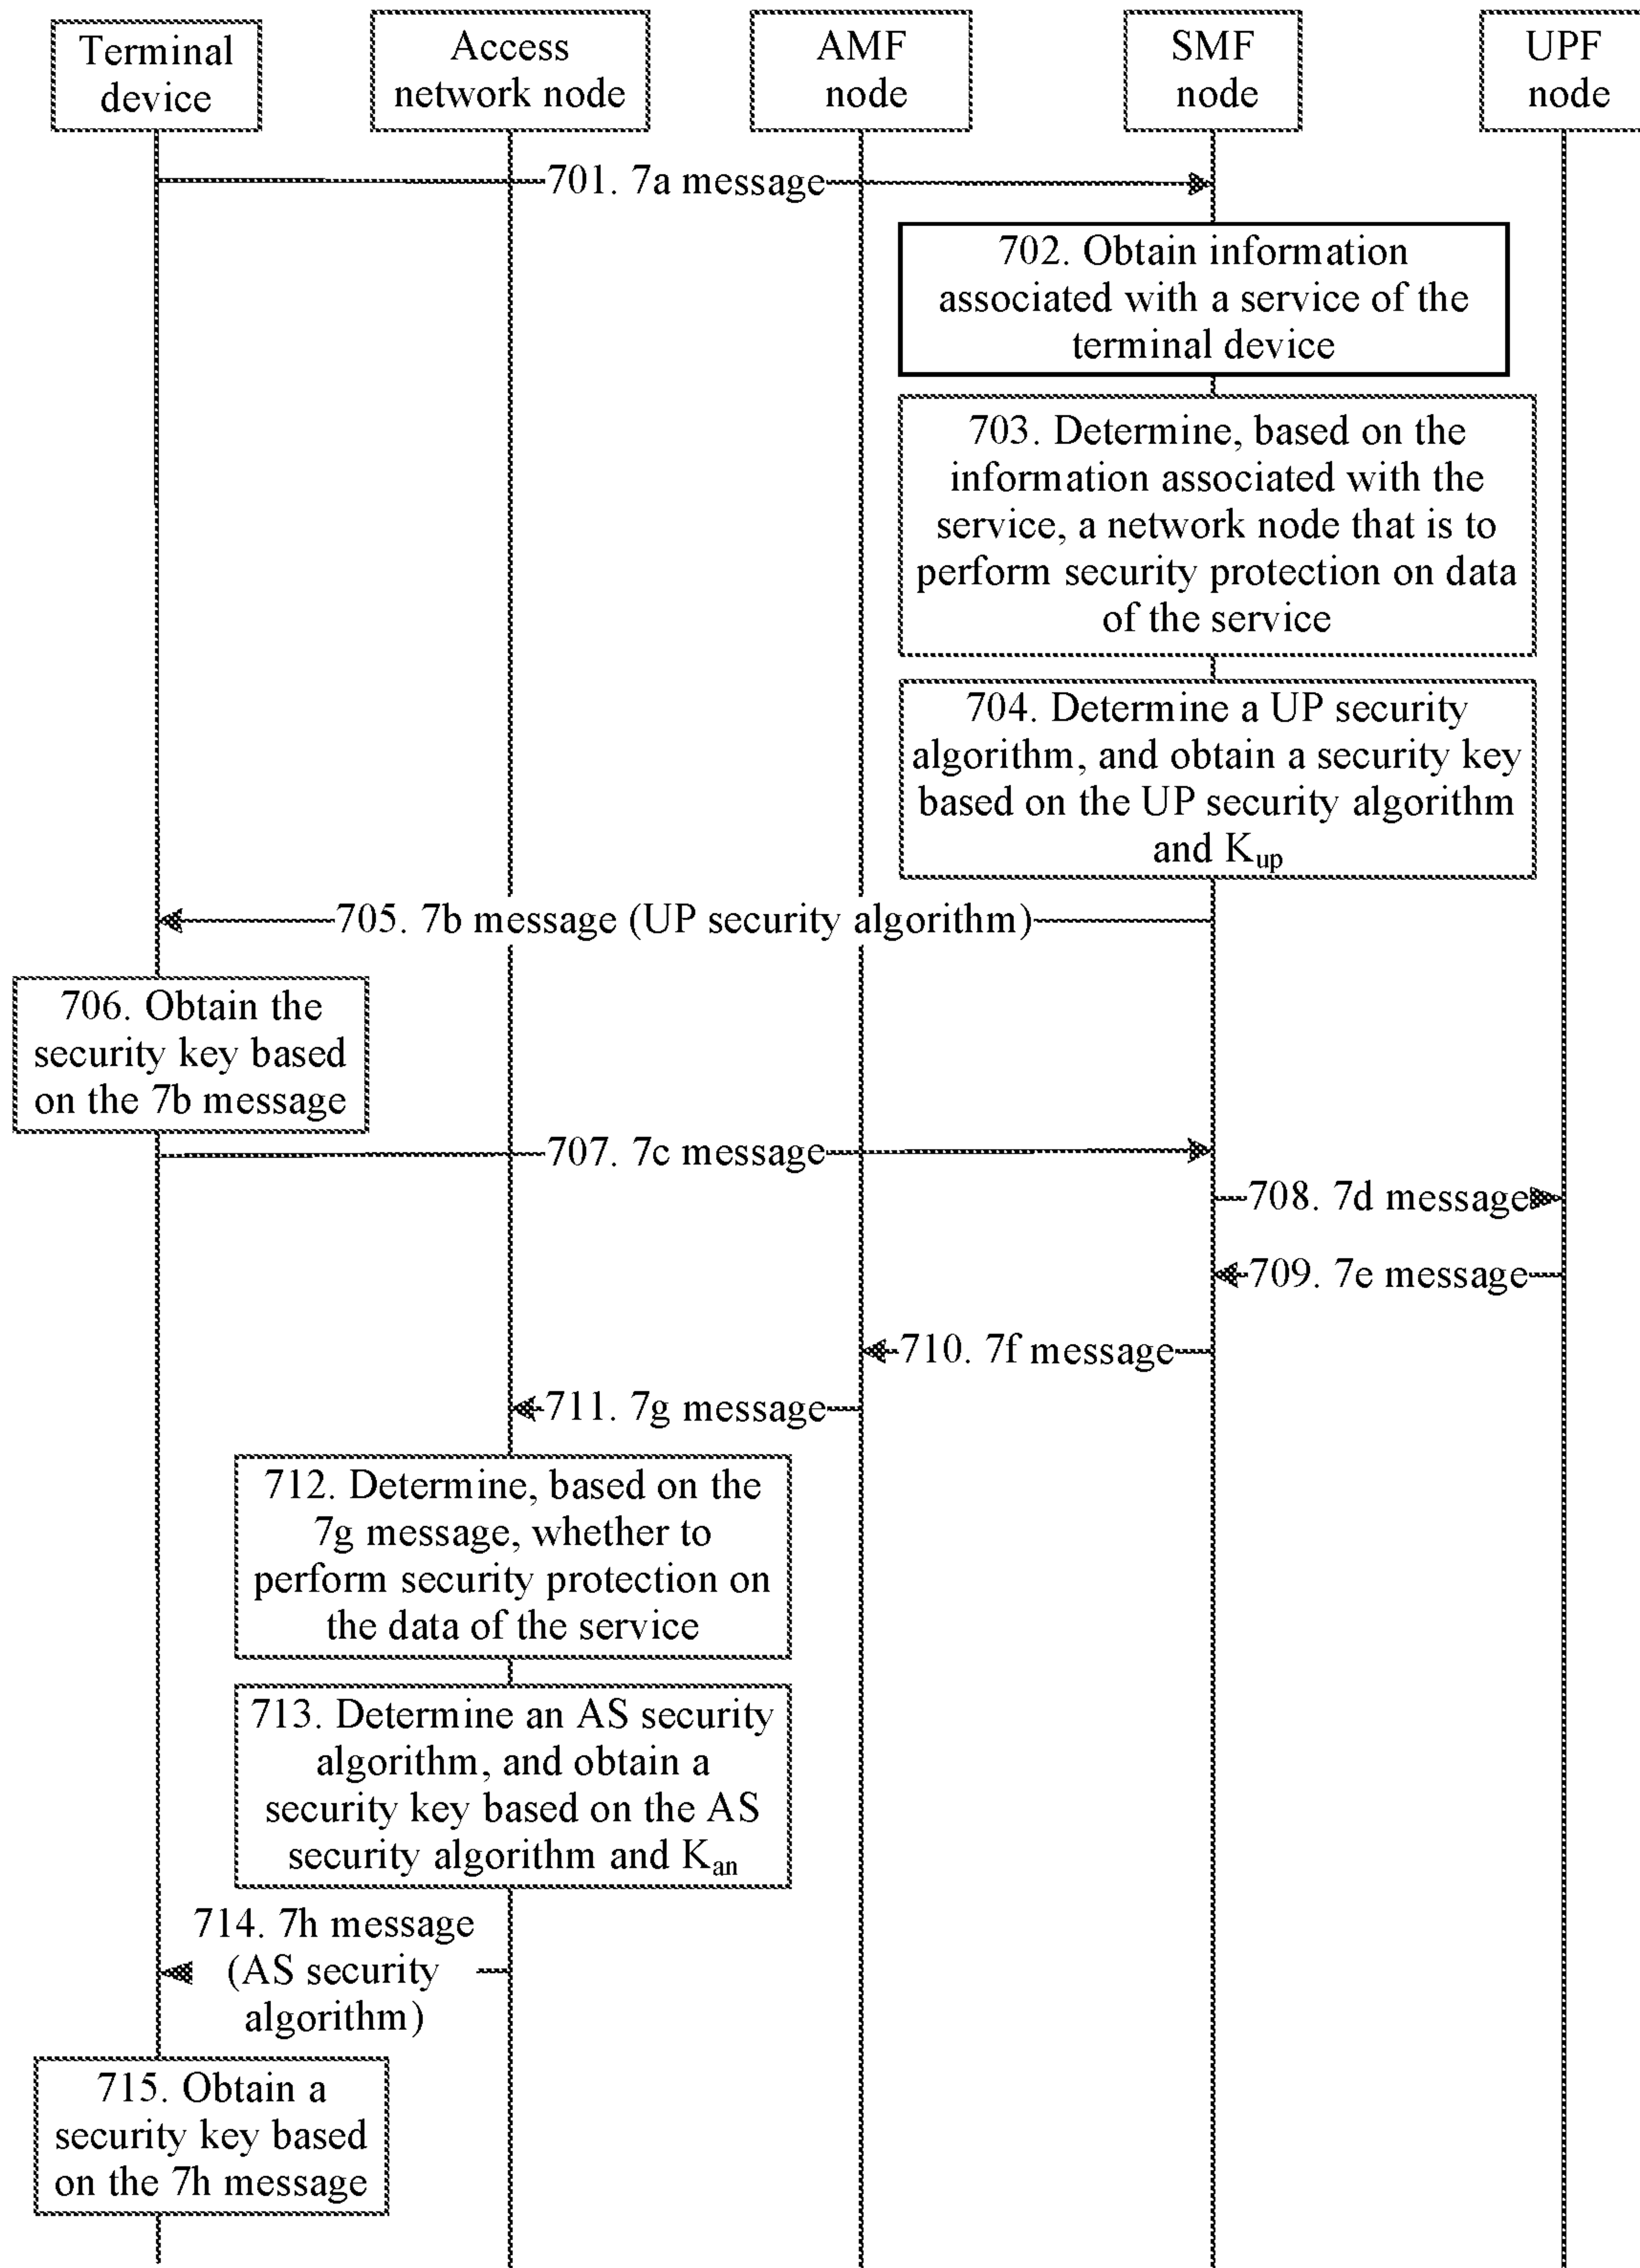 Terminal
device
Access
network node
AMF
node
SMF
node
UPF
node
701. 7a message
702. Obtain information
associated with a service of the
terminal device
703. Determine, based on the
information associated with the
service, a network node that is to
perform security protection on data
of the service
704. Determine a UP security
algorithm, and obtain a security key
based on the UP security algorithm
and Kup
705. 7b message (UP security algorithm)
706. Obtain the
security key based
on the 7b message
707. 7c message
708. 7d message
709. 7e message
710. 7f message
711. 7g message
712. Determine, based on the
7g message, whether to
perform security protection on
the data of the service
713. Determine an AS security
algorithm, and obtain a
security key based on the AS
security algorithm and Kan
714. 7h message
(AS security
algorithm)
715. Obtain a
security key based
on the 7h message